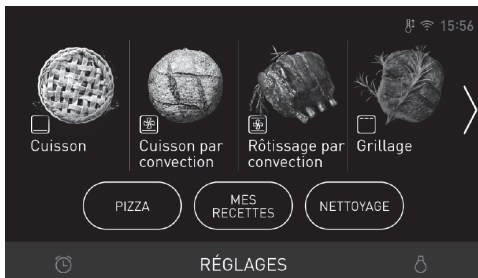 15:56
Cuisson
Cuisson par
convection
Rôtissage par
convection
Grillage
PIZZA
MES
RECETTES
NETTOYAGE
RÉGLAGES